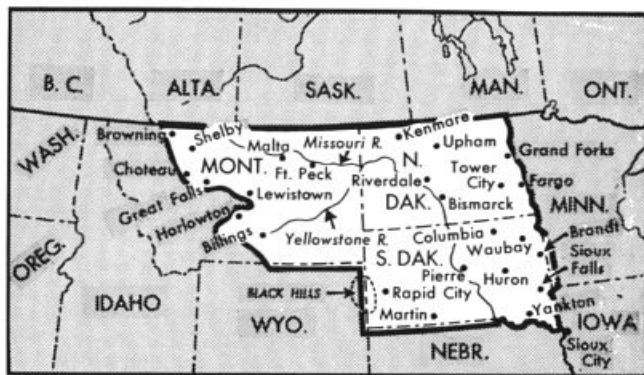 B. C.
ALTA.
SASK.
MAN.
ONT.
WASH.
Browning
Shelby
Malta
Missouri R.
Kenmare
Upham
Grand Forks
Choteau
MONT.
Ft. Peck
N.
DAK.
Riverdale
Tower
City
Fargo
Great Falls
Lewistown
Bismarck
MINN.
Harlowton
Billings
Yellowstone R.
Columbia
Waubay
Brandt
OREG.
S. DAK.
Pierre
Huron
Sioux
Falls
IDAHO
BLACK HILLS
Rapid City
WYO.
Martin
Yankton
IOWA
NEBR.
Sioux
City